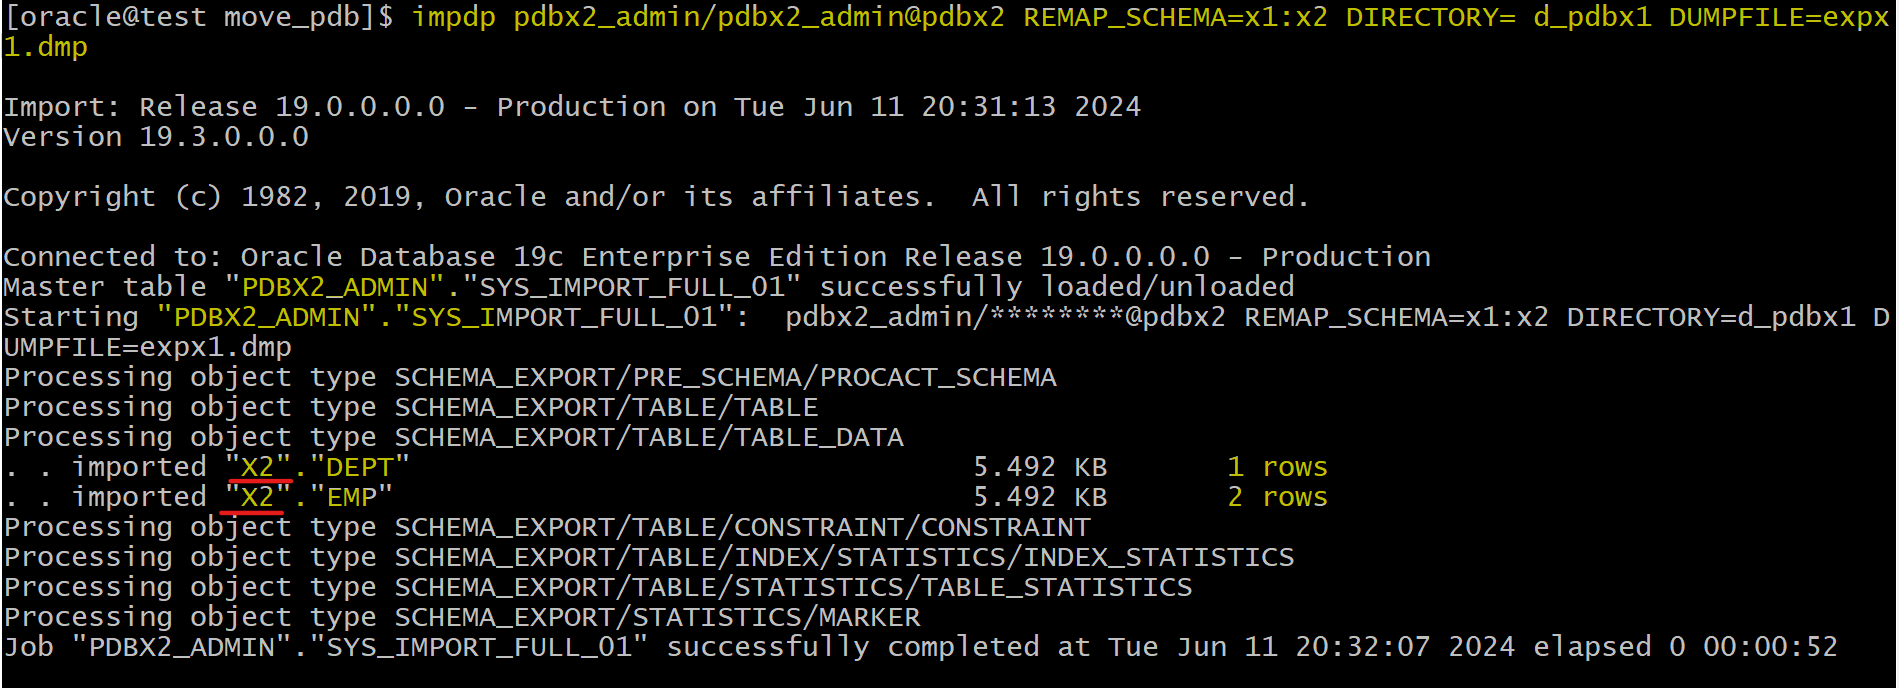 [oracle@test move_pdb]$ impdp pdbx2_admin/pdbx2_admin@pdbx2 REMAP_SCHEMA=x1:x2 DIRECTORY= d_pdbx1 DUMPFILE=expx
1.dmp
Import: Release 19.0.0.0.0 - Production on Tue Jun 11 20:31:13 2024
Version 19.3.0.0.0
Copyright (c) 1982, 2019, Oracle and/or its affiliates.  All rights reserved.
Connected to: Oracle Database 19c Enterprise Edition Release 19.0.0.0.0 - Production
Master table "PDBX2_ADMIN"."SYS_IMPORT_FULL_01" successfully loaded/unloaded
Starting "PDBX2_ADMIN"."SYS_IMPORT_FULL_01":  pdbx2_admin/********@pdbx2 REMAP_SCHEMA=x1:x2 DIRECTORY=d_pdbx1 D
UMPFILE=expx1.dmp
Processing object type SCHEMA_EXPORT/PRE_SCHEMA/PROCACT_SCHEMA
Processing object type SCHEMA_EXPORT/TABLE/TABLE
Processing object type SCHEMA_EXPORT/TABLE/TABLE_DATA
. . imported "X2"."DEPT"                                 5.492 KB       1 rows
. . imported "X2"."EMP"                                  5.492 KB       2 rows
Processing object type SCHEMA_EXPORT/TABLE/CONSTRAINT/CONSTRAINT
Processing object type SCHEMA_EXPORT/TABLE/INDEX/STATISTICS/INDEX_STATISTICS
Processing object type SCHEMA_EXPORT/TABLE/STATISTICS/TABLE_STATISTICS
Processing object type SCHEMA_EXPORT/STATISTICS/MARKER
Job "PDBX2_ADMIN"."SYS_IMPORT_FULL_01" successfully completed at Tue Jun 11 20:32:07 2024 elapsed 0 00:00:52